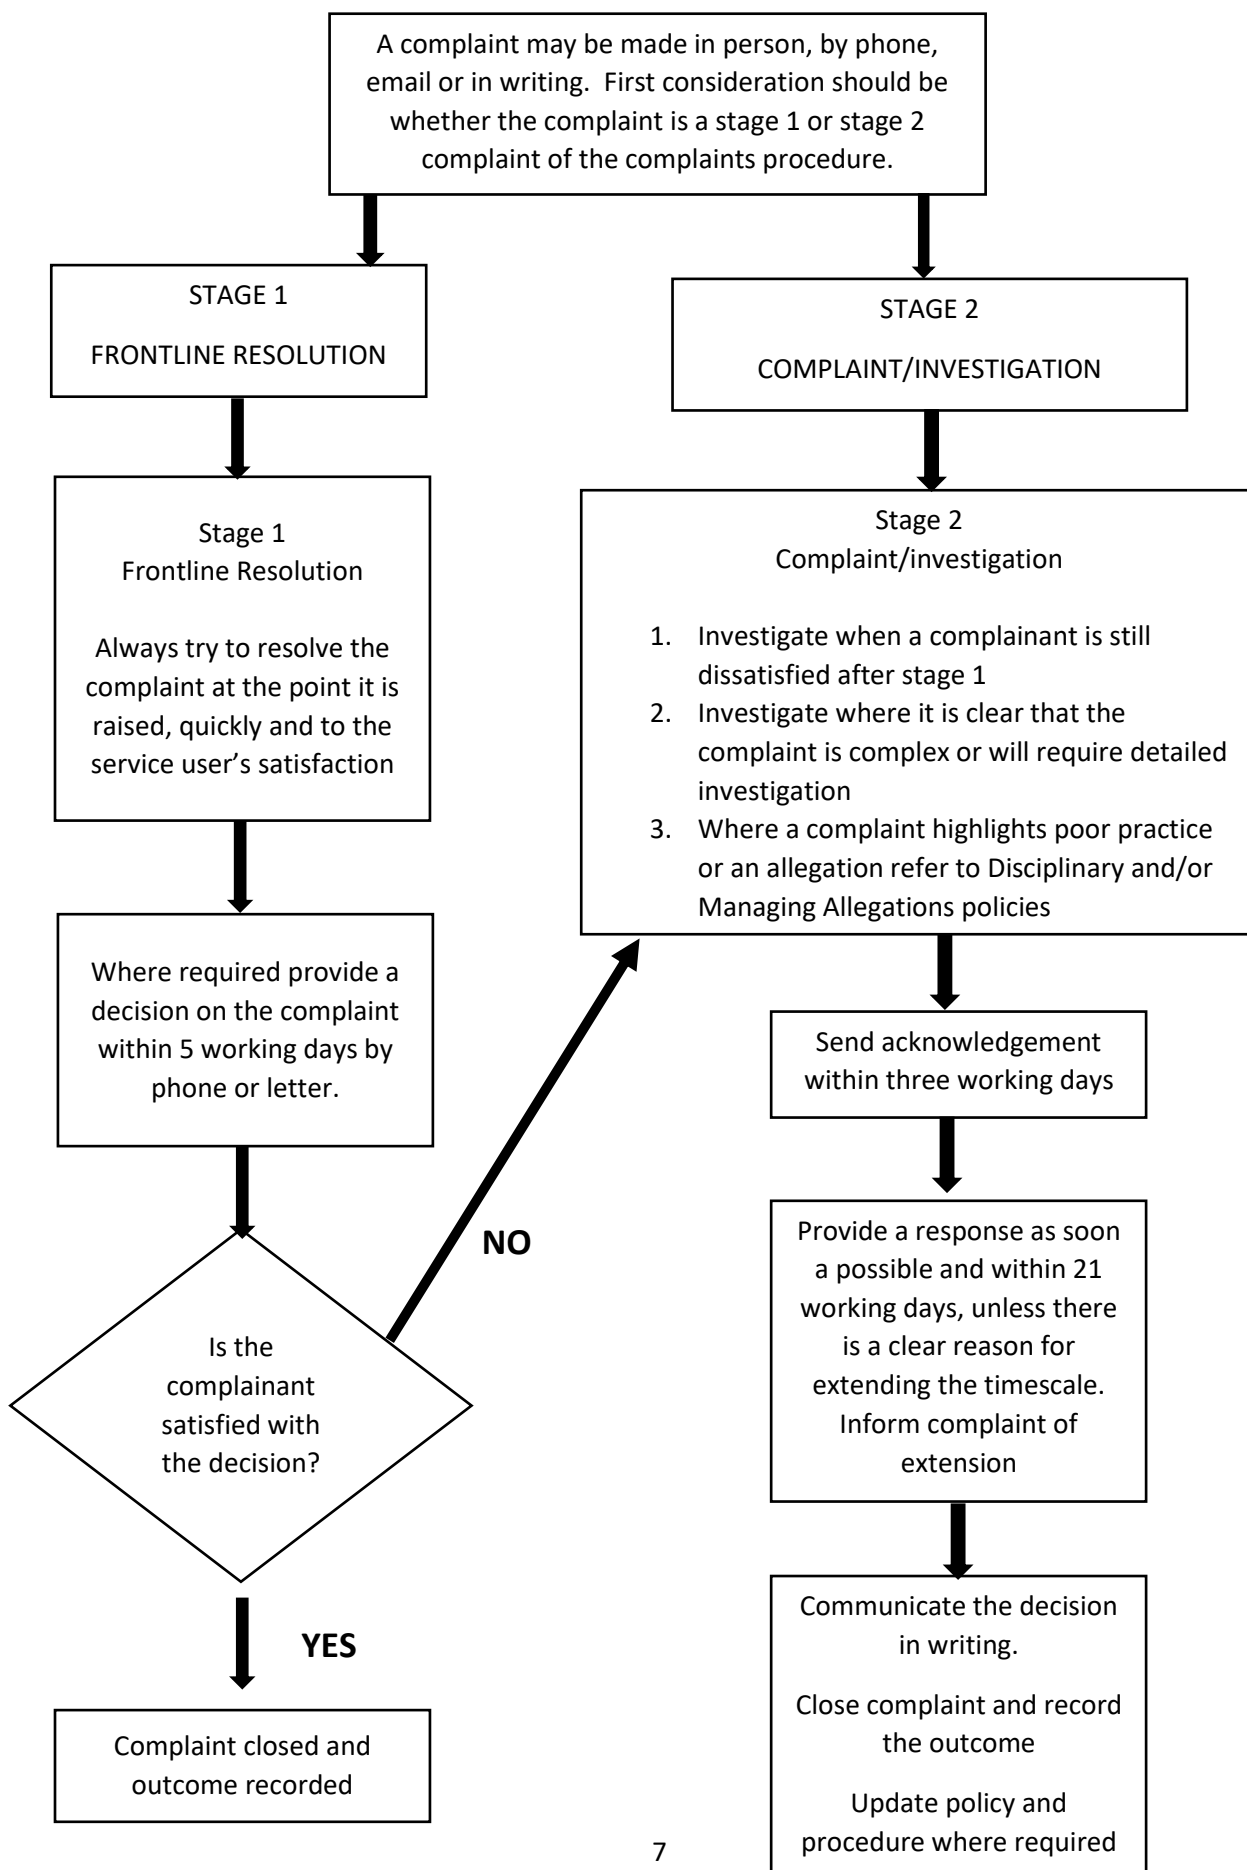 A complaint may be made in person, by phone,
email or in writing.  First consideration should be
whether the complaint is a stage 1 or stage 2
complaint of the complaints procedure.
STAGE 1
FRONTLINE RESOLUTION
STAGE 2
COMPLAINT/INVESTIGATION
Stage 1
Frontline Resolution
Always try to resolve the
complaint at the point it is
raised, quickly and to the
service user’s satisfaction
Stage 2
Complaint/investigation
1. Investigate when a complainant is still
dissatisfied after stage 1
2. Investigate where it is clear that the
complaint is complex or will require detailed
investigation
3. Where a complaint highlights poor practice
or an allegation refer to Disciplinary and/or
Managing Allegations policies
Where required provide a
decision on the complaint
within 5 working days by
phone or letter.
Send acknowledgement
within three working days
NO
Provide a response as soon
a possible and within 21
working days, unless there
is a clear reason for
extending the timescale.
Inform complaint of
extension
Is the
complainant
satisfied with
the decision?
YES
Complaint closed and
outcome recorded
Communicate the decision
in writing.
Close complaint and record
the outcome
Update policy and
procedure where required
7